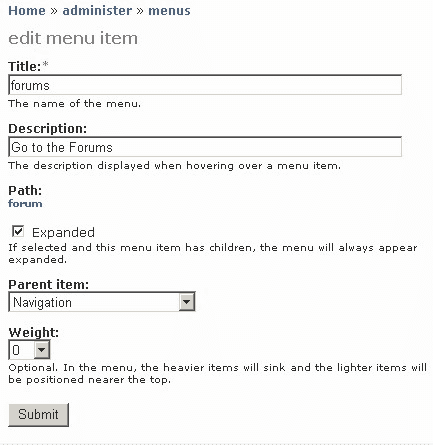 Home » administer » menus
edit menu item
Title:*
forums
The name of the menu.
Description:
Go to the Forums
The description displayed when hovering over a menu item.
Path:
forum
Expanded
If selected and this menu item has children, the menu will always appear
expanded.
Parent item:
Navigation
Weight:
0
Optional. In the menu, the heavier items will sink and the lighter items will
be positioned nearer the top.
Submit